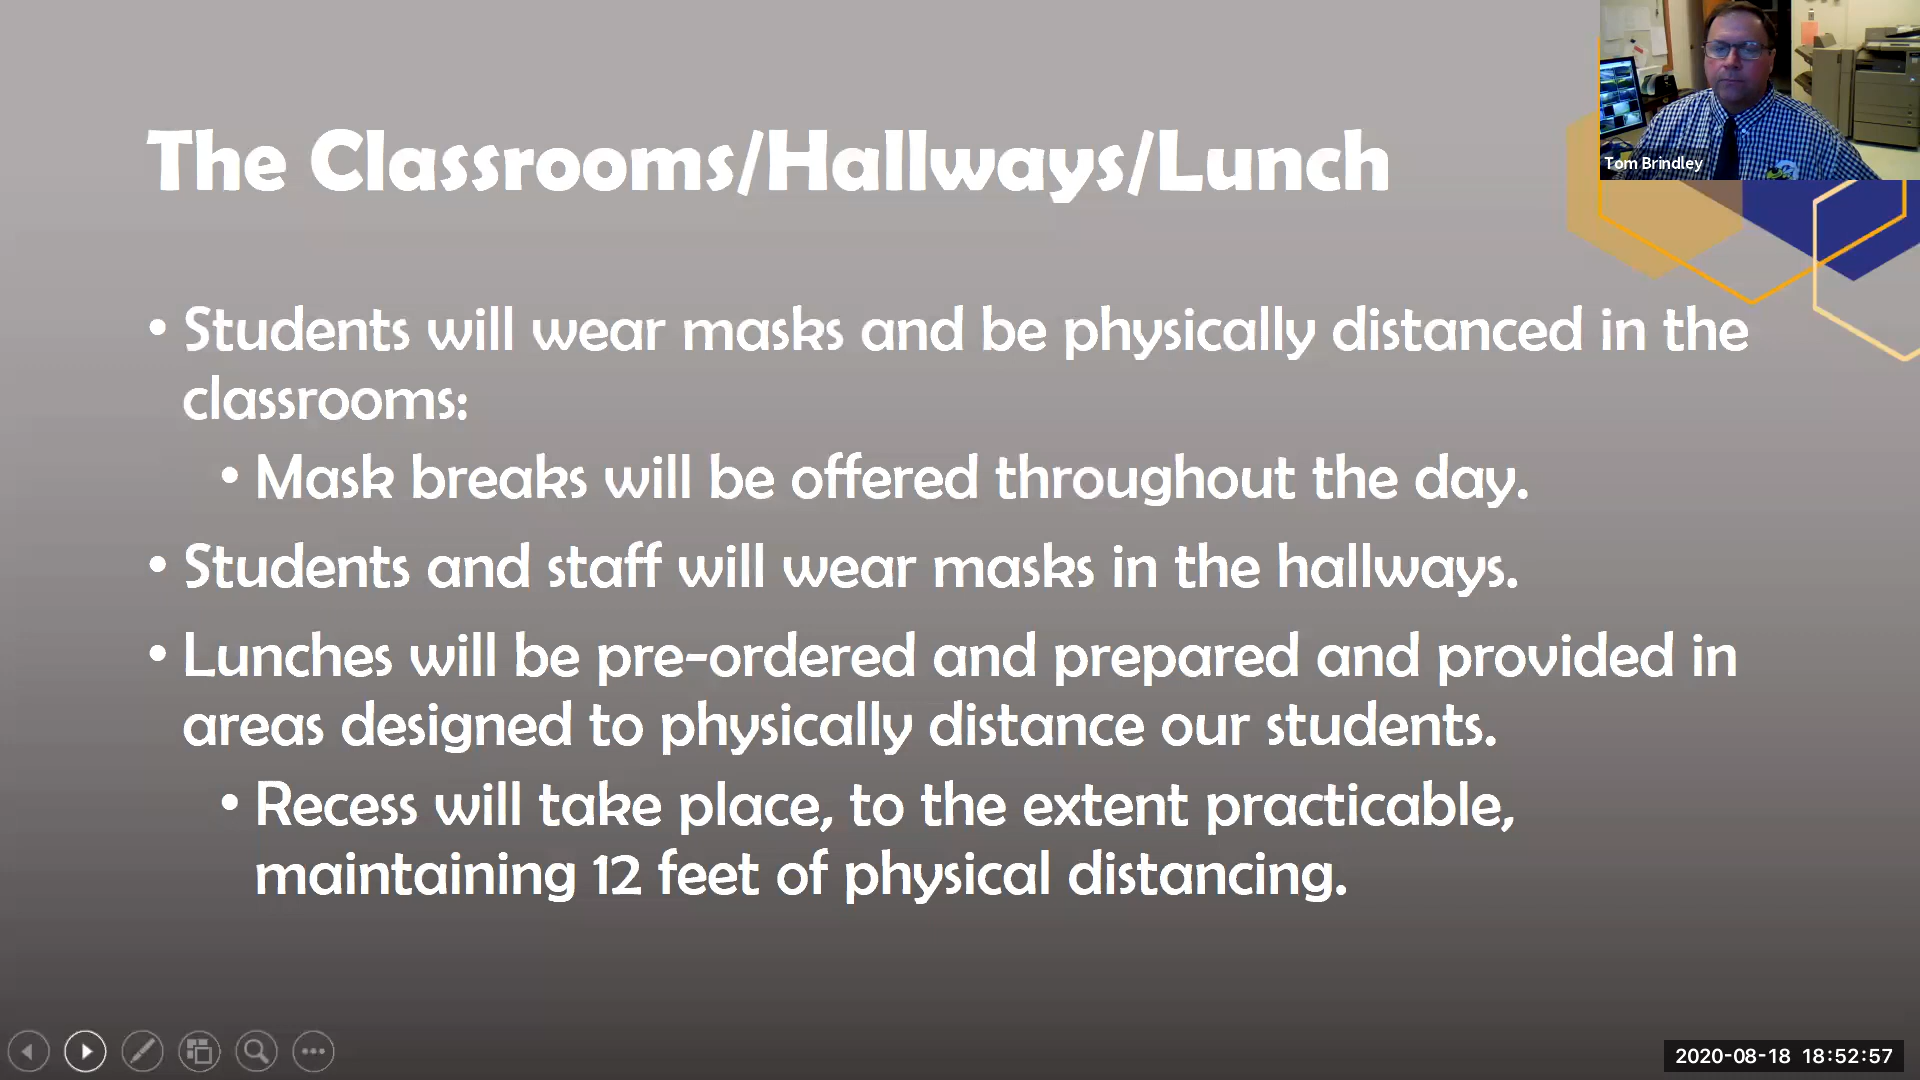 The Classrooms/Hallways/Lunch
Tom Brindley
• Students will wear masks and be physically distanced in the
classrooms:
• Mask breaks will be offered throughout the day.
• Students and staff will wear masks in the hallways.
• Lunches will be pre-ordered and prepared and provided in
areas designed to physically distance our students.
• Recess will take place, to the extent practicable,
maintaining 12 feet of physical distancing.
2020-08-18 18:52:57